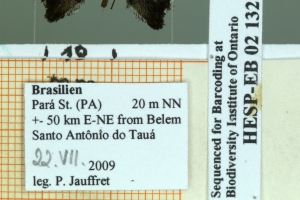 Brasilien
Pará St. (PA) 20 m NN
+- 50 km E-NE from Belem
Santo Antônio do Tauá
22. VII. 2009
leg. P. Jauffret
Sequenced for Barcoding at
Biodiversity Institute of Ontario
HESP-EB 02 132